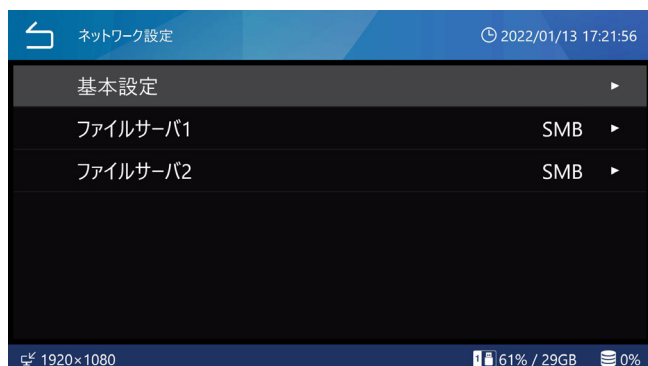 ネットワーク設定 2022/01/13 17:21:56
基本設定
ファイルサーバ1 SMB
ファイルサーバ2 SMB
1920×1080 1 61% / 29GB 0%